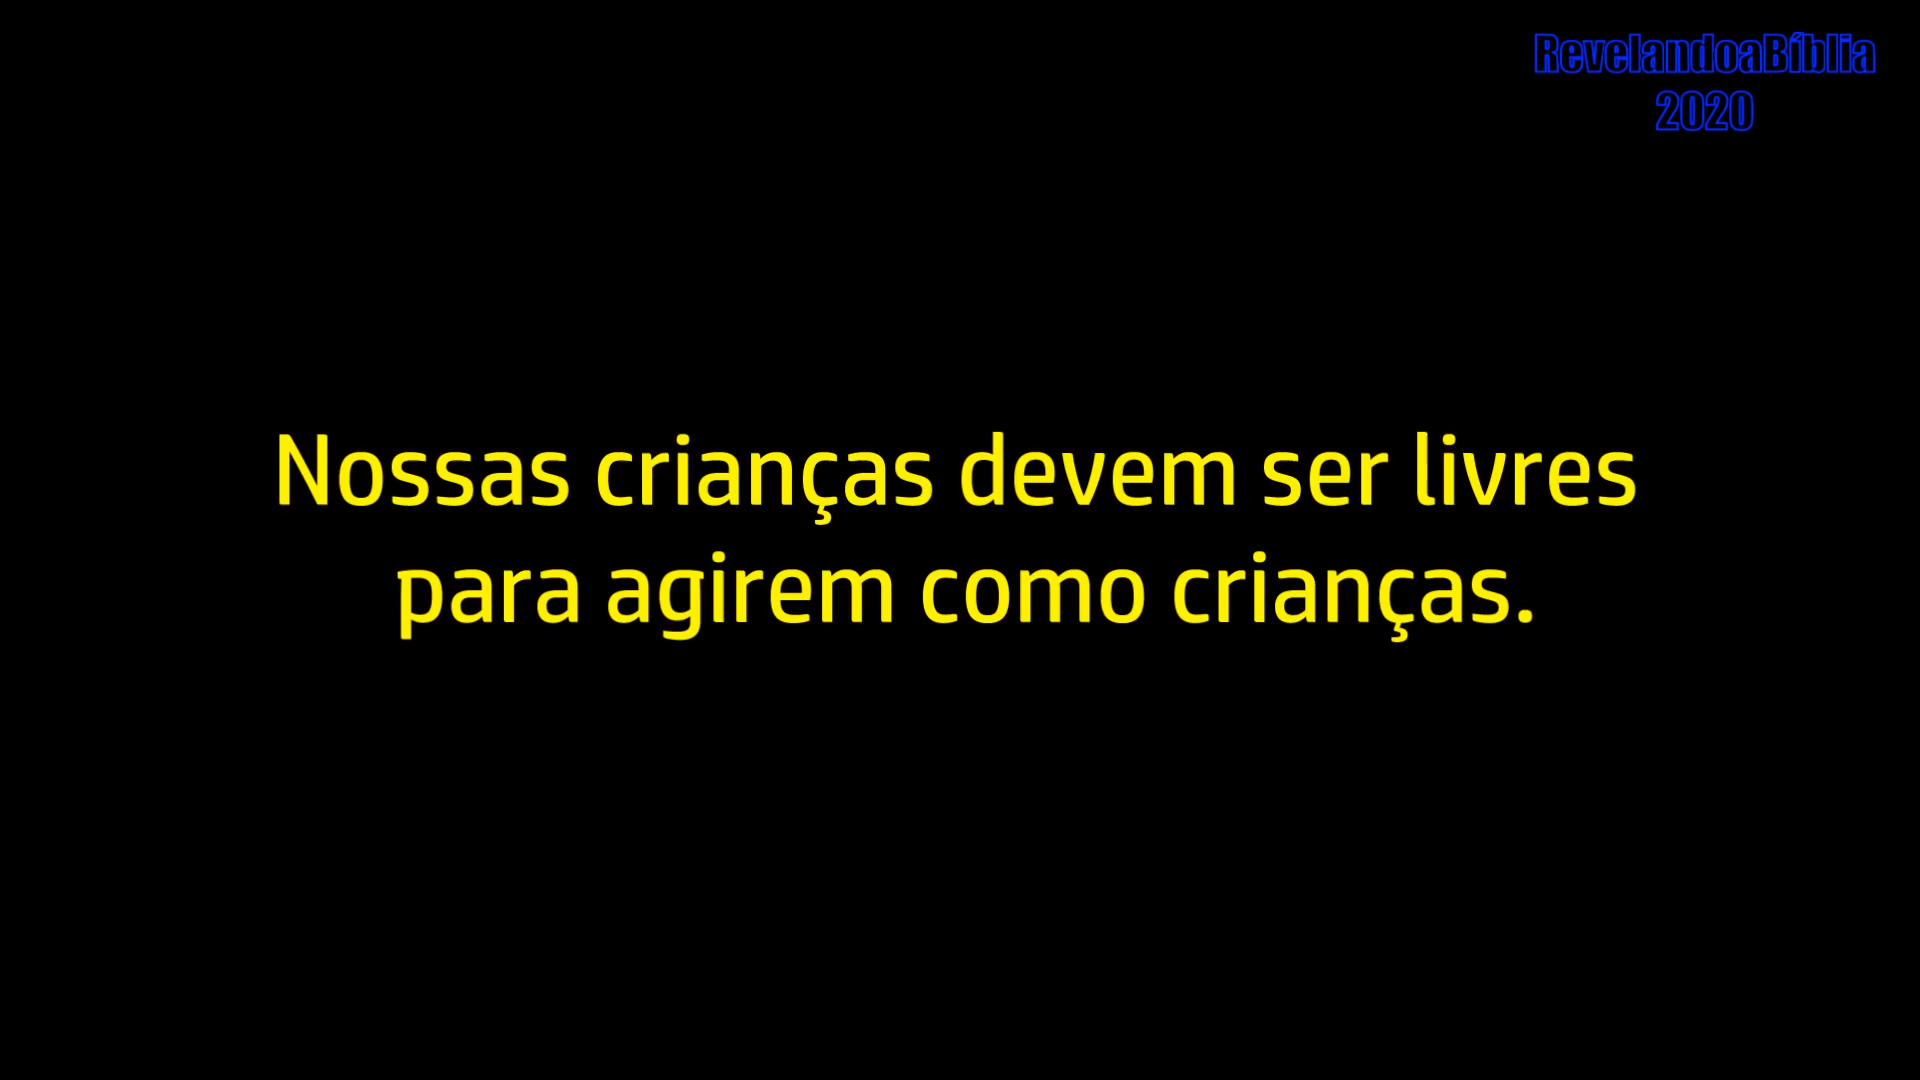 RevelandoaBíblia
2020
Nossas crianças devem ser livres
para agirem como crianças.